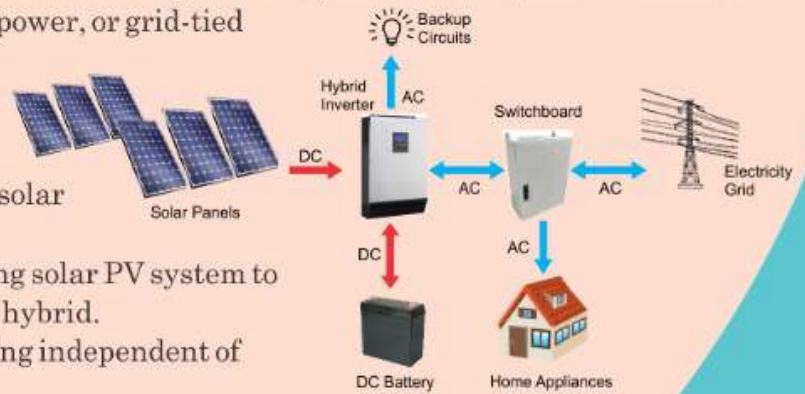 power, or grid-tied
solar
ng solar PV system to
hybrid.
ng independent of
Backup
Circuits
Hybrid
Inverter
AC
Switchboard
DC
AC
AC
Electricity
Grid
Solar Panels
DC
AC
DC Battery
Home Appliances